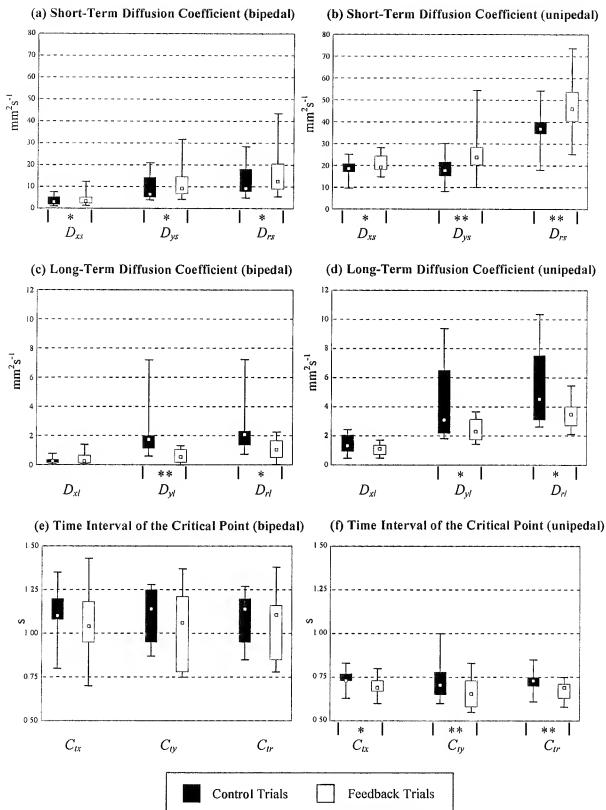 (a) Short-Term Diffusion Coefficient (bipedal)
80
70
60
50
40
30
20
10
0
mm²s⁻¹
* * *
Dxs Dys Drs
(b) Short-Term Diffusion Coefficient (unipedal)
80
70
60
50
40
30
20
10
0
mm²s⁻¹
* ** **
Dxs Dys Drs
(c) Long-Term Diffusion Coefficient (bipedal)
12
10
8
6
4
2
0
mm²s⁻¹
** *
Dxl Dyl Drl
(d) Long-Term Diffusion Coefficient (unipedal)
12
10
8
6
4
2
0
mm²s⁻¹
* *
Dxl Dyl Drl
(e) Time Interval of the Critical Point (bipedal)
1 50
1 25
1 00
0 75
0 50
s
Ctx Cty Ctr
(f) Time Interval of the Critical Point (unipedal)
1 50
1 25
1 00
0 75
0 50
s
* ** **
Ctx Cty Ctr
Control Trials Feedback Trials